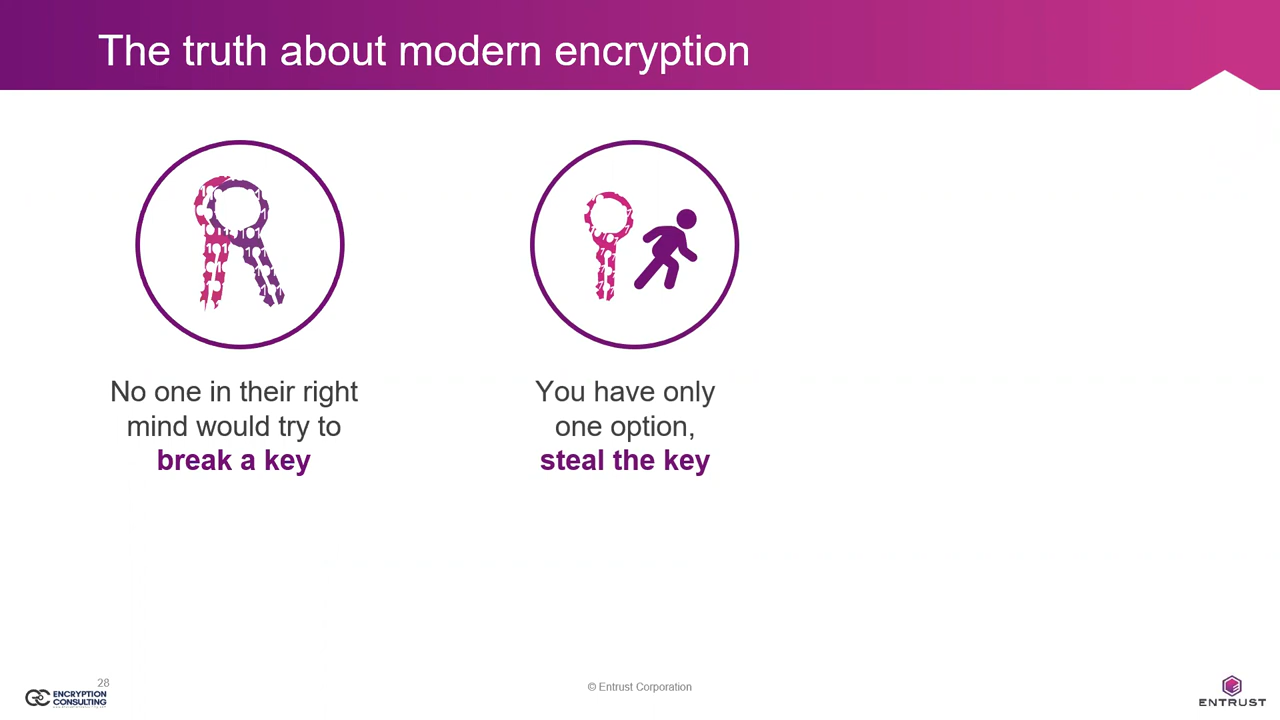 The truth about modern encryption
No one in their right
mind would try to
break a key
You have only
one option,
steal the key
28
ENCRYPTION
CONSULTING
© Entrust Corporation
ENTRUST